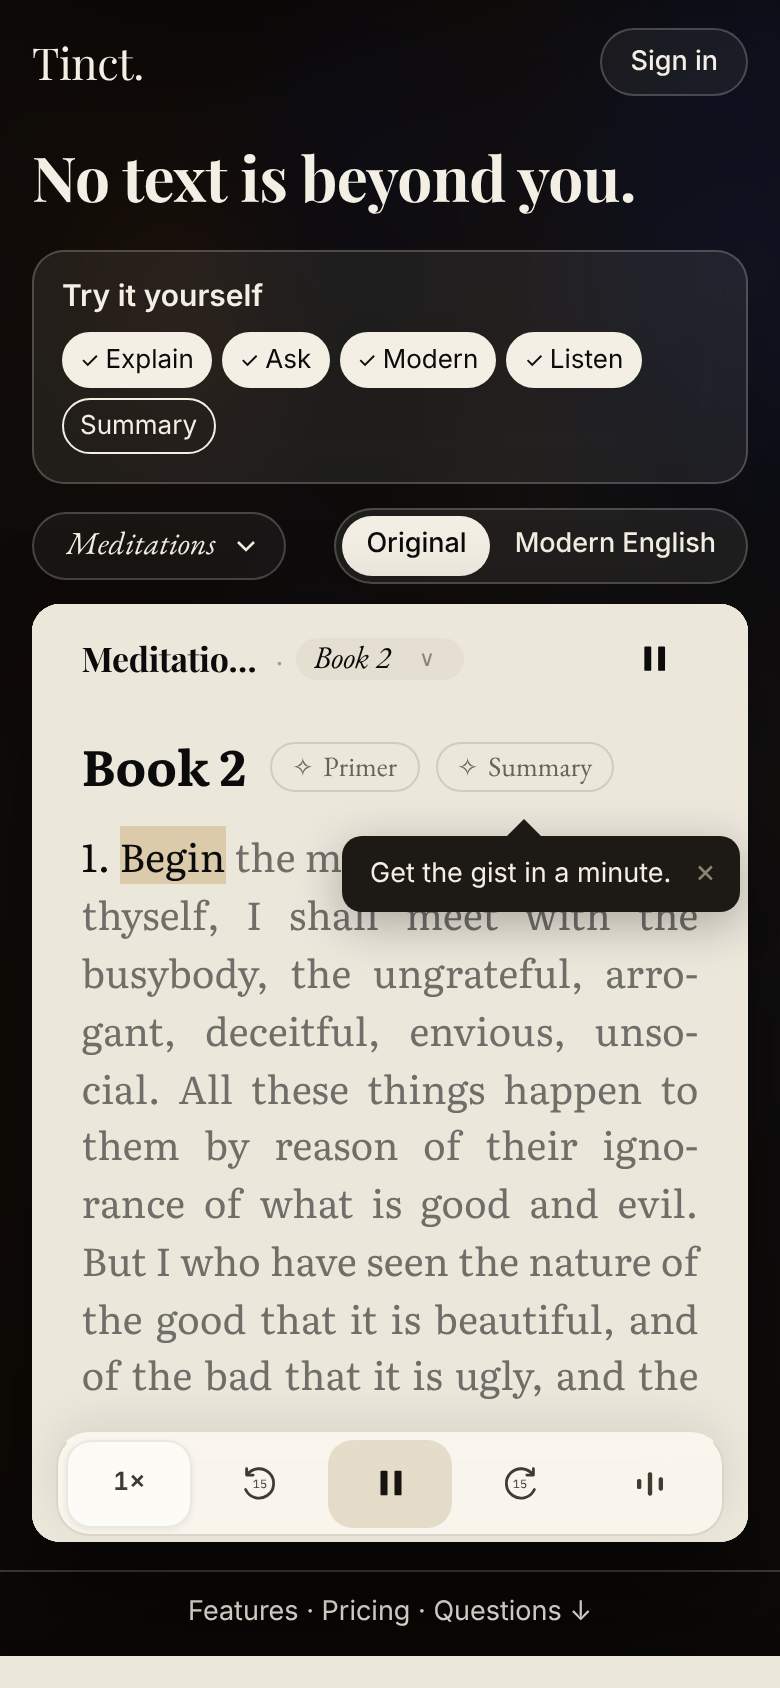 Tinct.
Sign in
No text is beyond you.
Try it yourself
✓ Explain
✓ Ask
✓ Modern
✓ Listen
Summary
Meditations
Original
Modern English
Meditatio...
· Book 2
Book 2
✧ Primer
✧ Summary
Get the gist in a minute. ×
1. Begin the
thyself, I shall meet with the
busybody, the ungrateful, arro-
gant, deceitful, envious, unso-
cial. All these things happen to
them by reason of their igno-
rance of what is good and evil.
But I who have seen the nature of
the good that it is beautiful, and
of the bad that it is ugly, and the
1×
15
15
Features · Pricing · Questions ↓